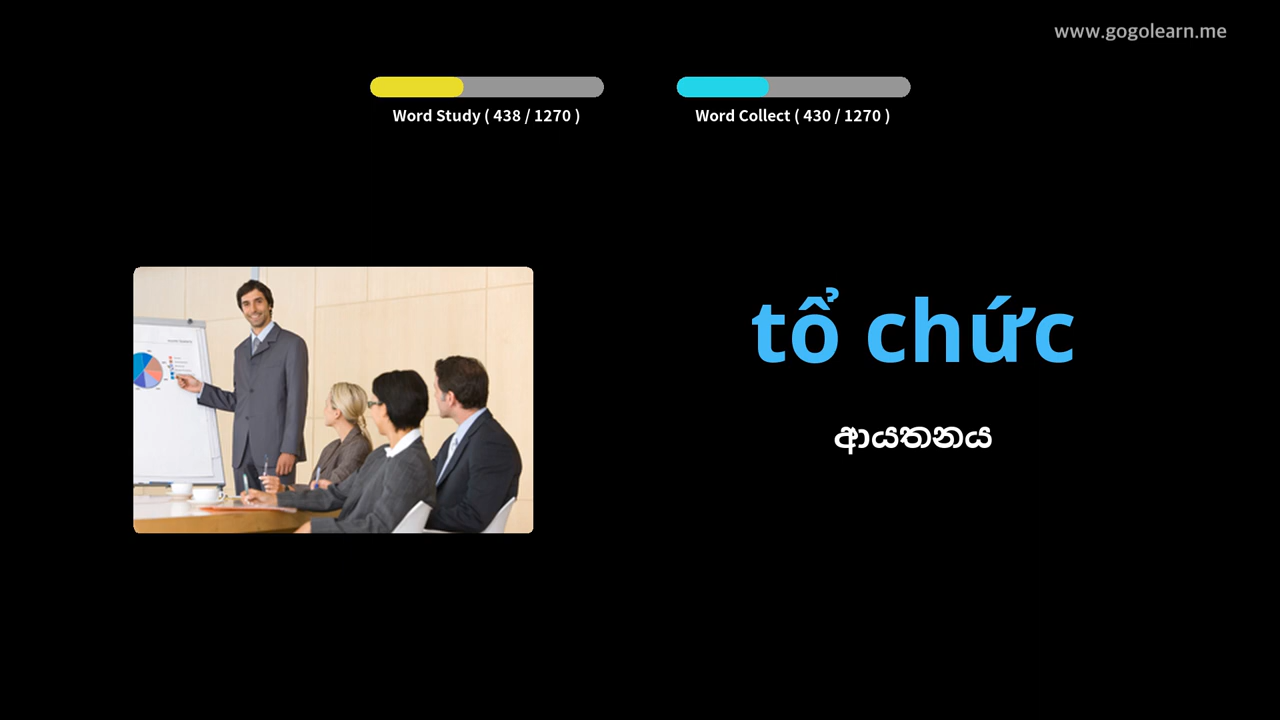 www.gogolearn.me
Word Study ( 438 / 1270 )
Word Collect ( 430 / 1270 )
tổ chức
ආයතනය